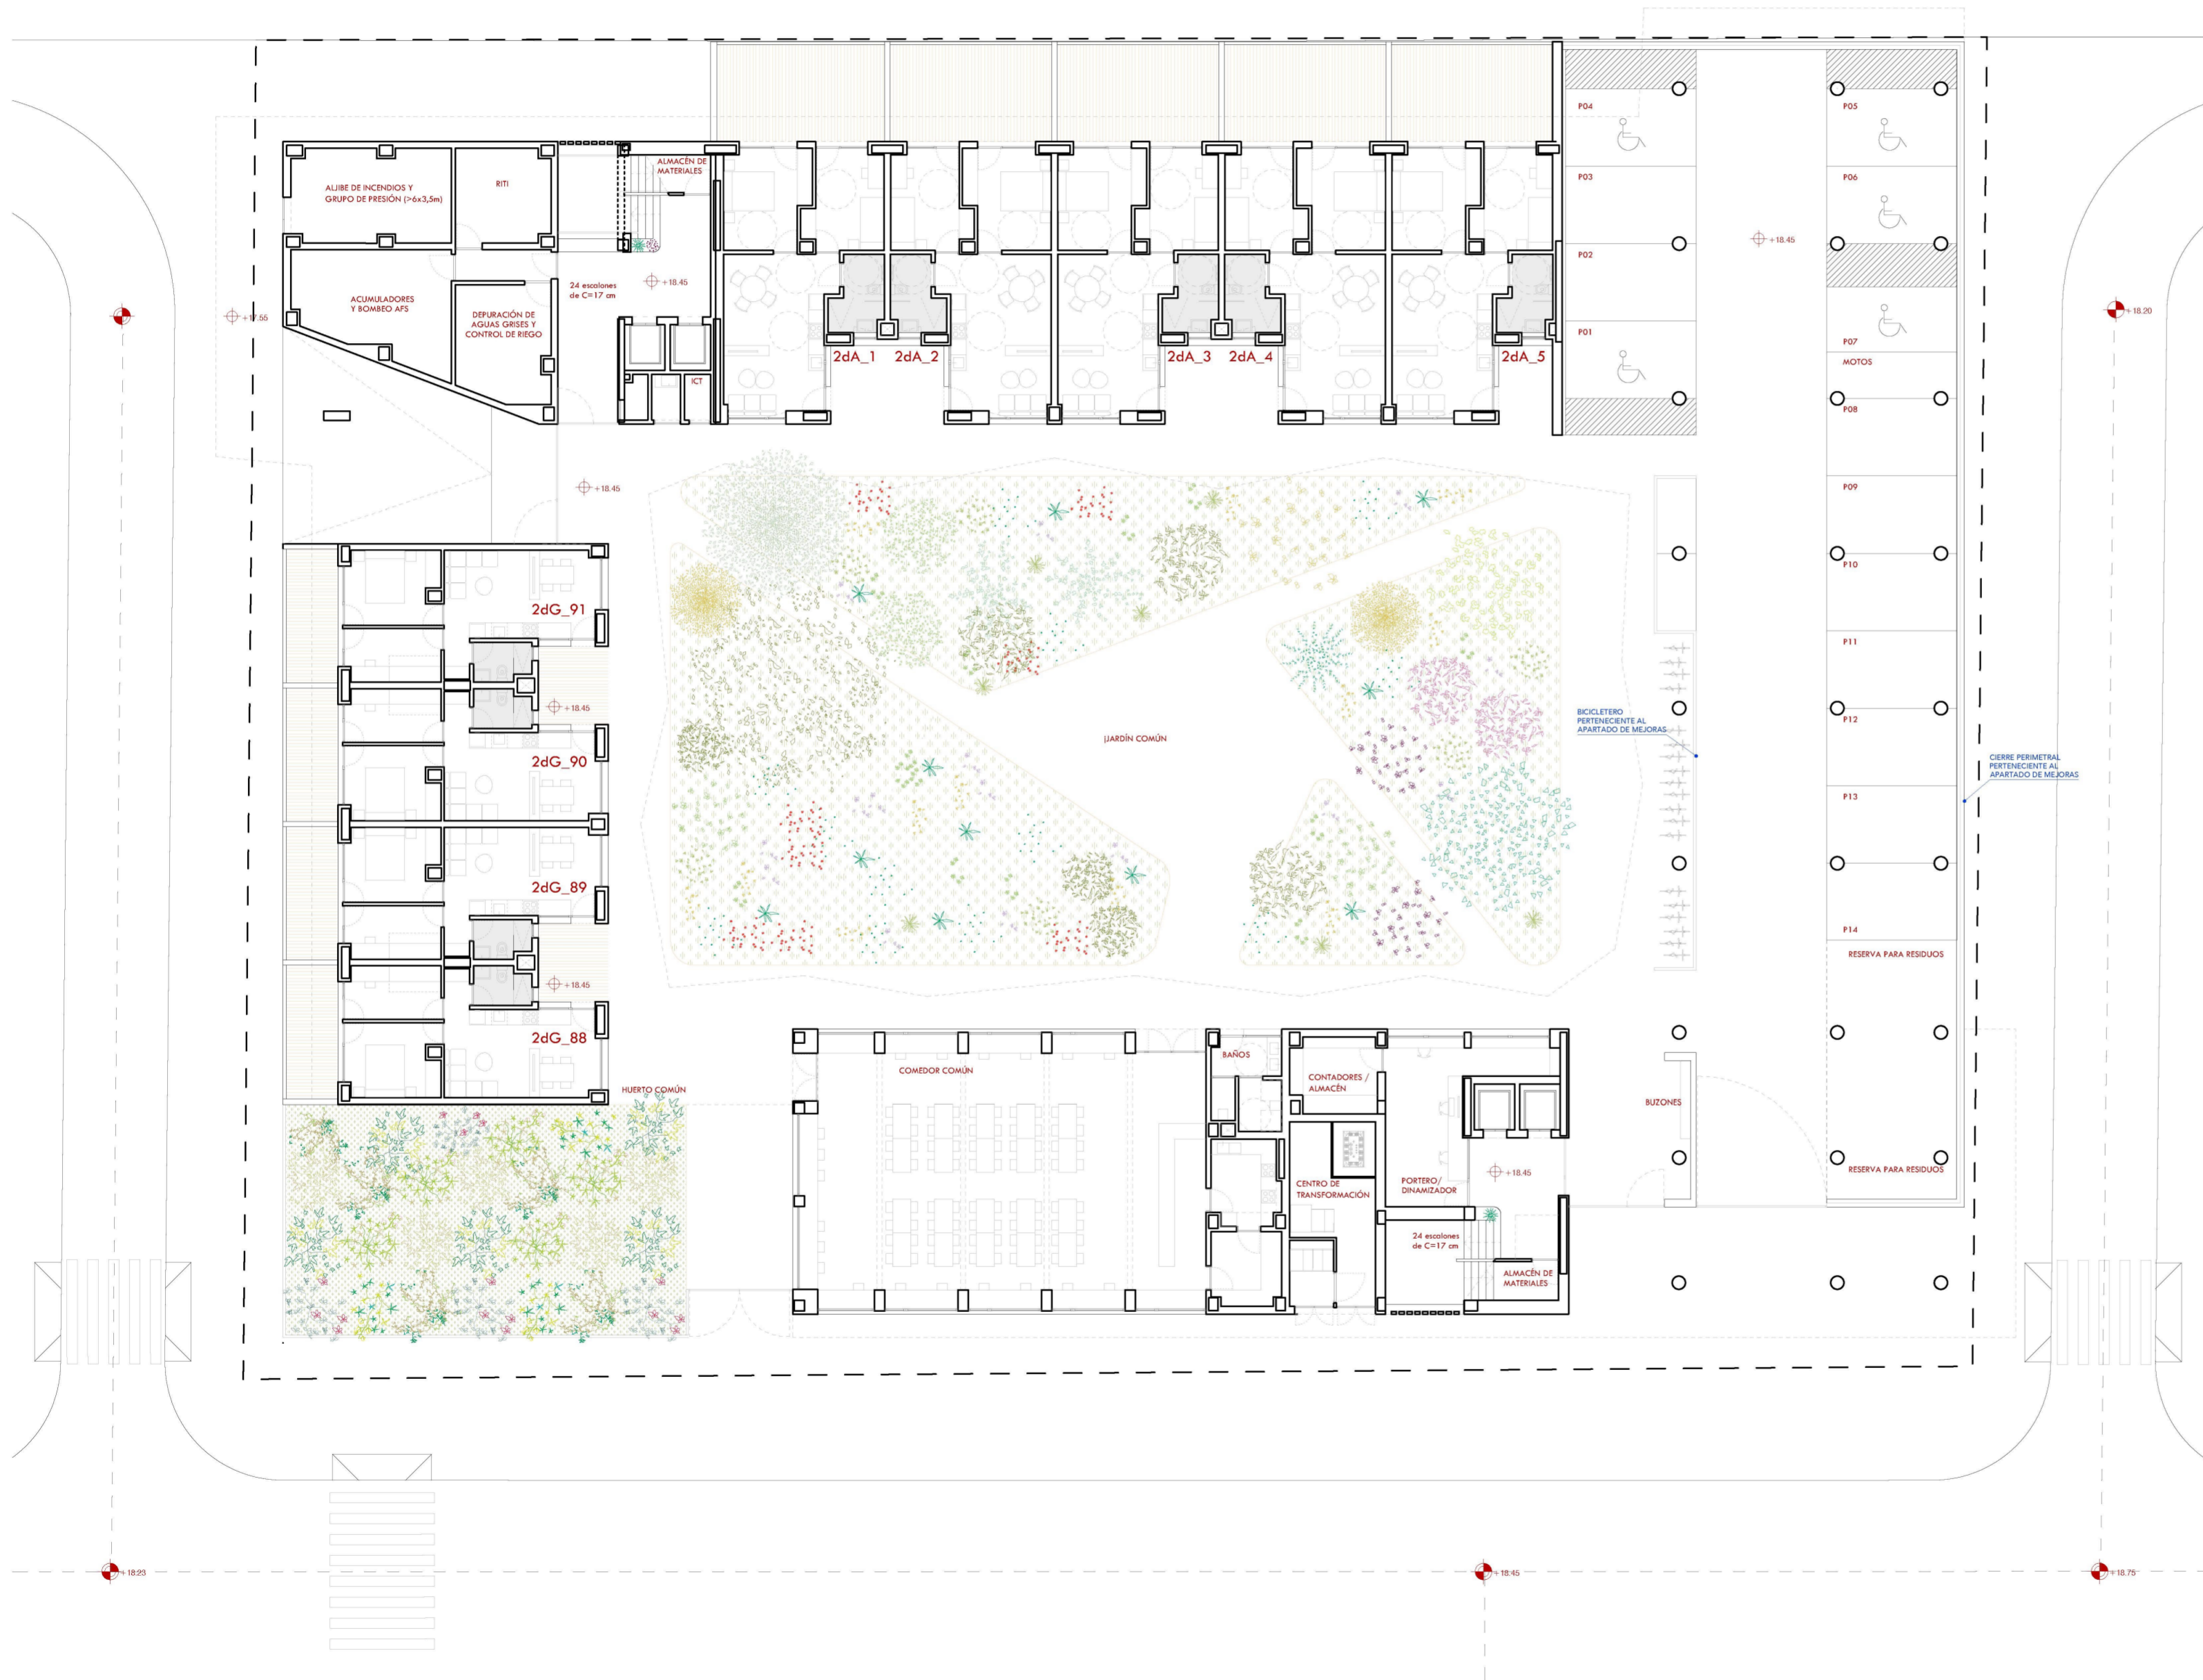 P04
P05
ALMACÉN DE
MATERIALES
ALJIBE DE INCENDIOS Y
GRUPO DE PRESIÓN (>6x3,5m)
RITI
P03
P06
+18.45
P02
24 escalones
de C=17 cm
+18.45
ACUMULADORES
Y BOMBEO AFS
DEPURACIÓN DE
AGUAS GRISES Y
CONTROL DE RIEGO
+17.55
+18.20
P01
P07
2dA_1
2dA_2
2dA_3
2dA_4
2dA_5
MOTOS
ICT
P08
+18.45
P09
P10
2dG_91
P11
+18.45
BICICLETERO
PERTENECIENTE AL
APARTADO DE MEJORAS
P12
JARDÍN COMÚN
2dG_90
CIERRE PERIMETRAL
PERTENECIENTE AL
APARTADO DE MEJORAS
P13
2dG_89
P14
RESERVA PARA RESIDUOS
+18.45
2dG_88
BAÑOS
COMEDOR COMÚN
CONTADORES /
ALMACÉN
HUERTO COMÚN
BUZONES
+18.45
RESERVA PARA RESIDUOS
CENTRO DE
TRANSFORMACIÓN
PORTERO/
DINAMIZADOR
24 escalones
de C=17 cm
ALMACÉN DE
MATERIALES
+18.23
+18.45
+18.75